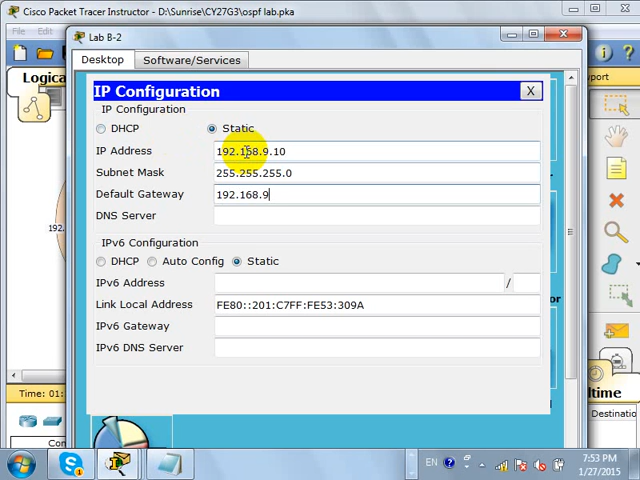 Cisco Packet Tracer Instructor - D:\Sunrise\CY27G3\ospf lab.pka
File
Lab B-2
Logical
Desktop
Software/Services
IP Configuration
X
IP Configuration
DHCP
Static
IP Address
192.168.9.10
Subnet Mask
255.255.255.0
Default Gateway
192.168.9
DNS Server
192.
IPv6 Configuration
DHCP
Auto Config
Static
IPv6 Address
/
Link Local Address
FE80::201:C7FF:FE53:309A
IPv6 Gateway
IPv6 DNS Server
Time: 01:
EN
7:53 PM
1/27/2015